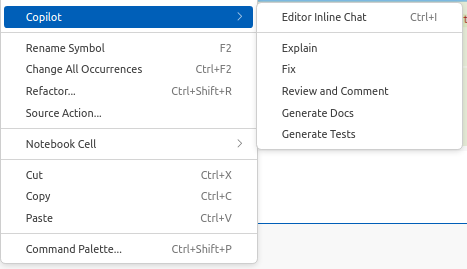 Copilot
Rename Symbol F2
Change All Occurrences Ctrl+F2
Refactor... Ctrl+Shift+R
Source Action...
Notebook Cell
Cut Ctrl+X
Copy Ctrl+C
Paste Ctrl+V
Command Palette... Ctrl+Shift+P
Editor Inline Chat Ctrl+I
Explain
Fix
Review and Comment
Generate Docs
Generate Tests